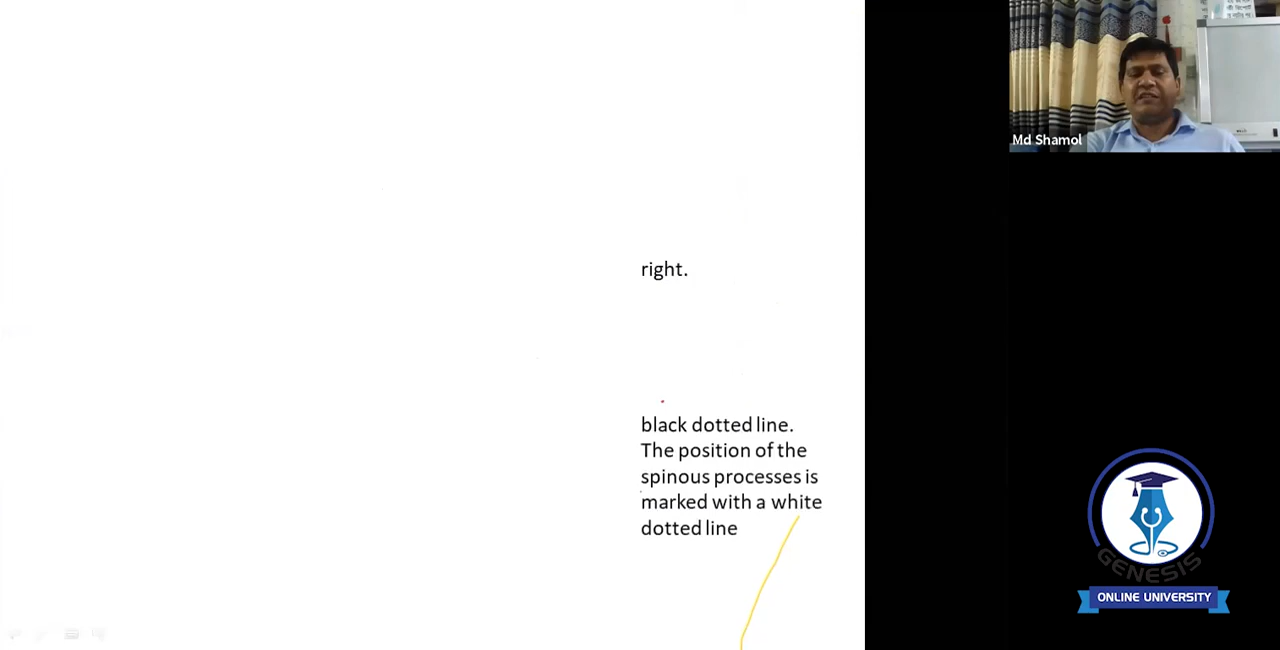 right.
black dotted line.
The position of the
spinous processes is
marked with a white
dotted line
Md Shamol
GENESIS
ONLINE UNIVERSITY